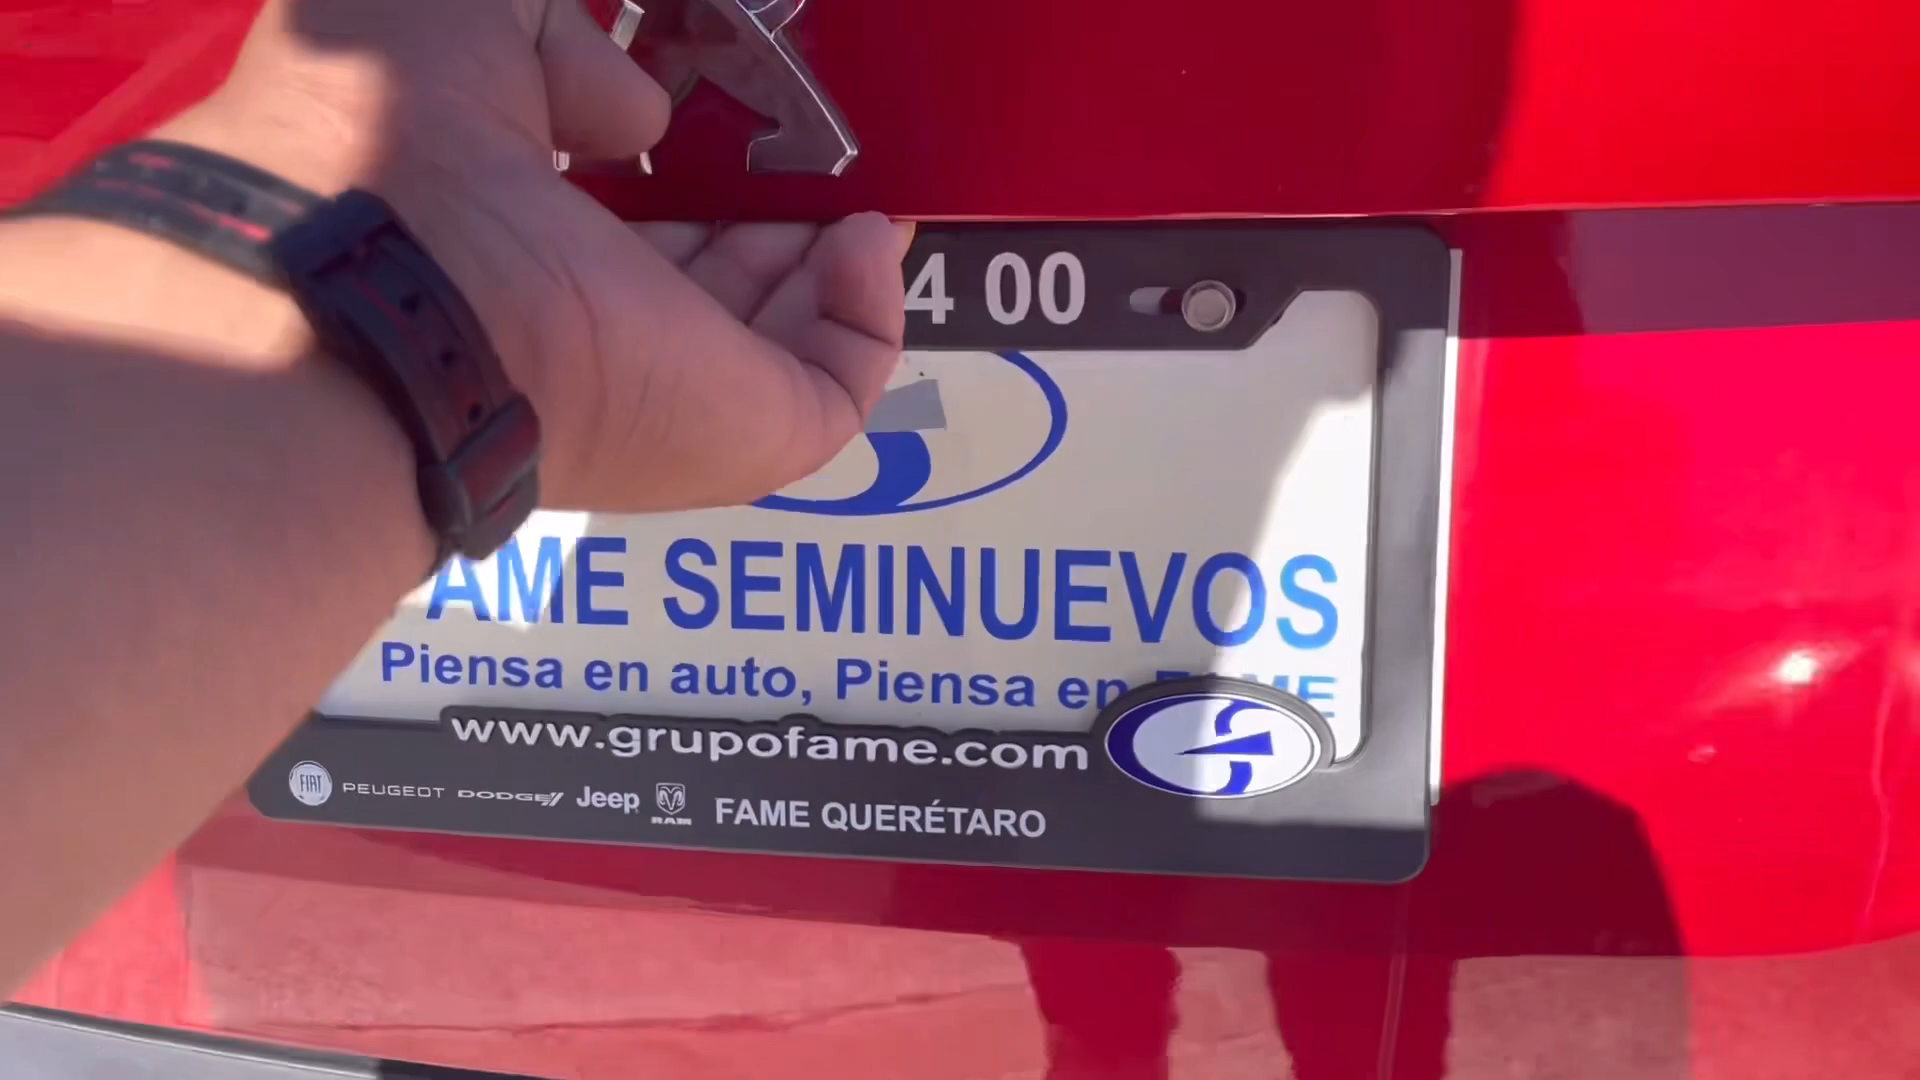 4 00
AME SEMINUEVOS
Piensa en auto, Piensa en FAME
www.grupofame.com
FIAT PEUGEOT DODGE Jeep RAM FAME QUERÉTARO